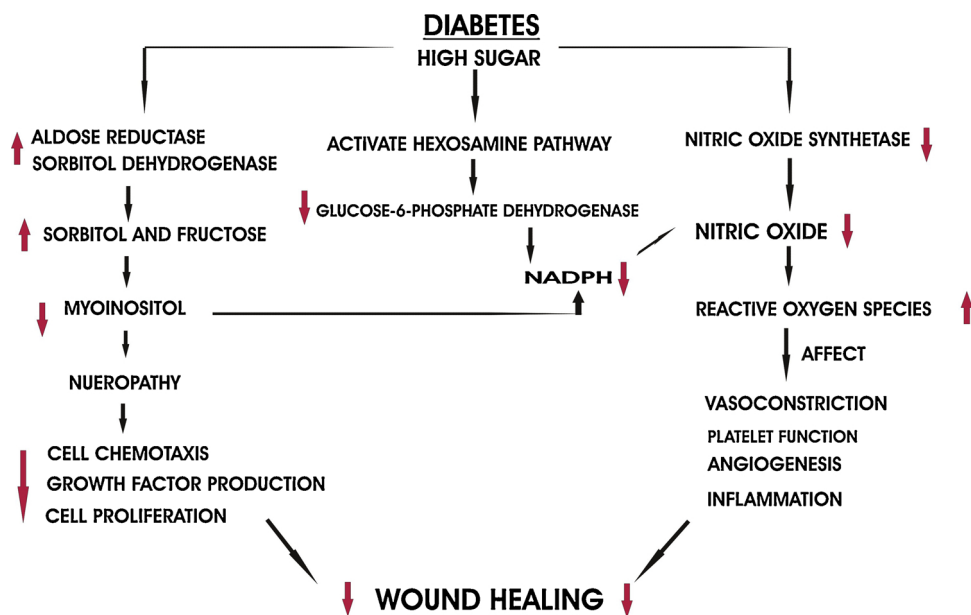 DIABETES
HIGH SUGAR
ALDOSE REDUCTASE
SORBITOL DEHYDROGENASE
SORBITOL AND FRUCTOSE
MYOINOSITOL
NUEROPATHY
CELL CHEMOTAXIS
GROWTH FACTOR PRODUCTION
CELL PROLIFERATION
ACTIVATE HEXOSAMINE PATHWAY
GLUCOSE-6-PHOSPHATE DEHYDROGENASE
NADPH
NITRIC OXIDE SYNTHETASE
NITRIC OXIDE
REACTIVE OXYGEN SPECIES
AFFECT
VASOCONSTRICTION
PLATELET FUNCTION
ANGIOGENESIS
INFLAMMATION
WOUND HEALING